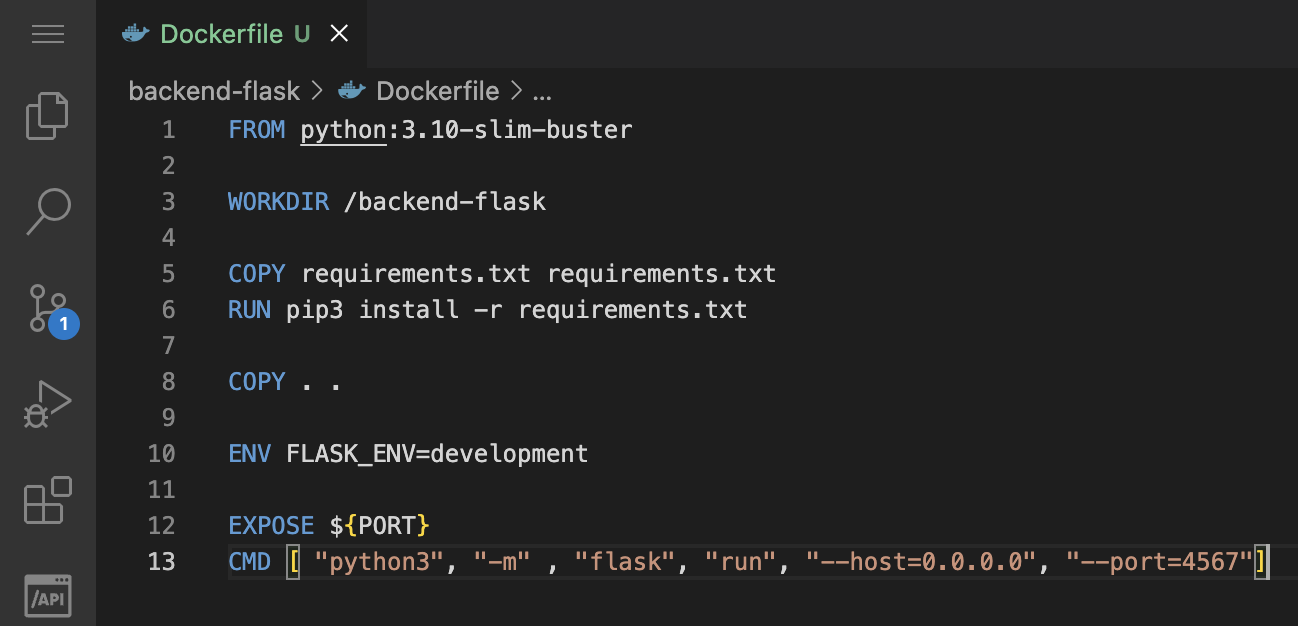 Dockerfile U
backend-flask > Dockerfile > ...
1 FROM python:3.10-slim-buster
2
3 WORKDIR /backend-flask
4
5 COPY requirements.txt requirements.txt
6 RUN pip3 install -r requirements.txt
7
8 COPY . .
9
10 ENV FLASK_ENV=development
11
12 EXPOSE ${PORT}
13 CMD [ "python3", "-m" , "flask", "run", "--host=0.0.0.0", "--port=4567"]
1
/API